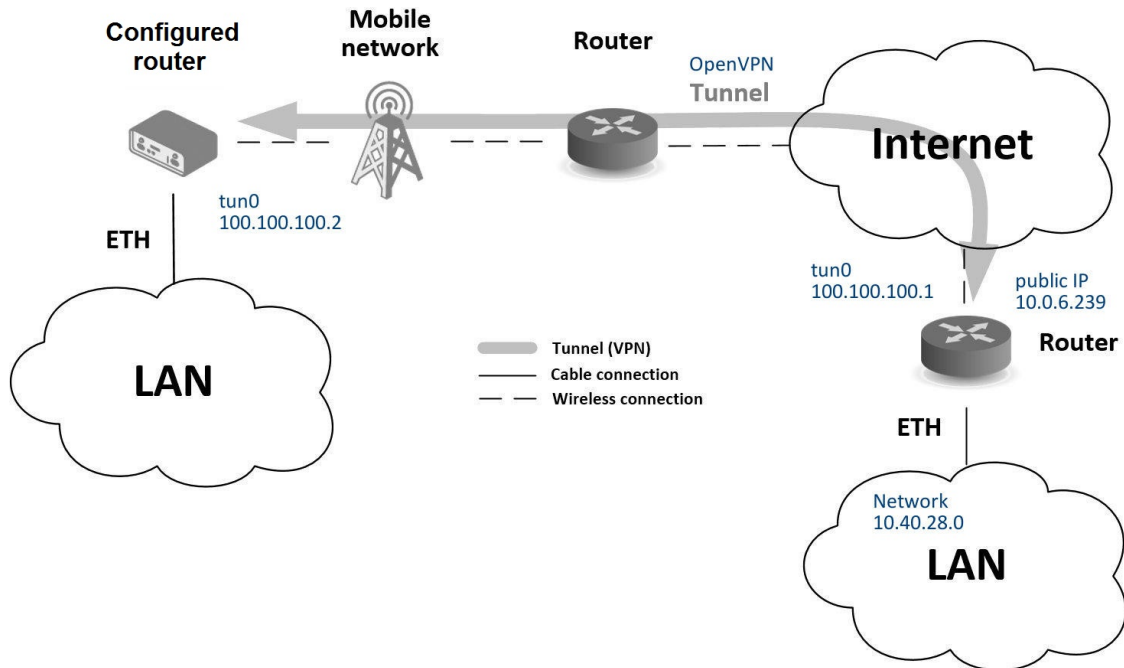 Configured
router
Mobile
network
Router
OpenVPN
Tunnel
Internet
tun0
100.100.100.2
ETH
LAN
tun0
100.100.100.1
public IP
10.0.6.239
Router
Tunnel (VPN)
Cable connection
Wireless connection
ETH
Network
10.40.28.0
LAN